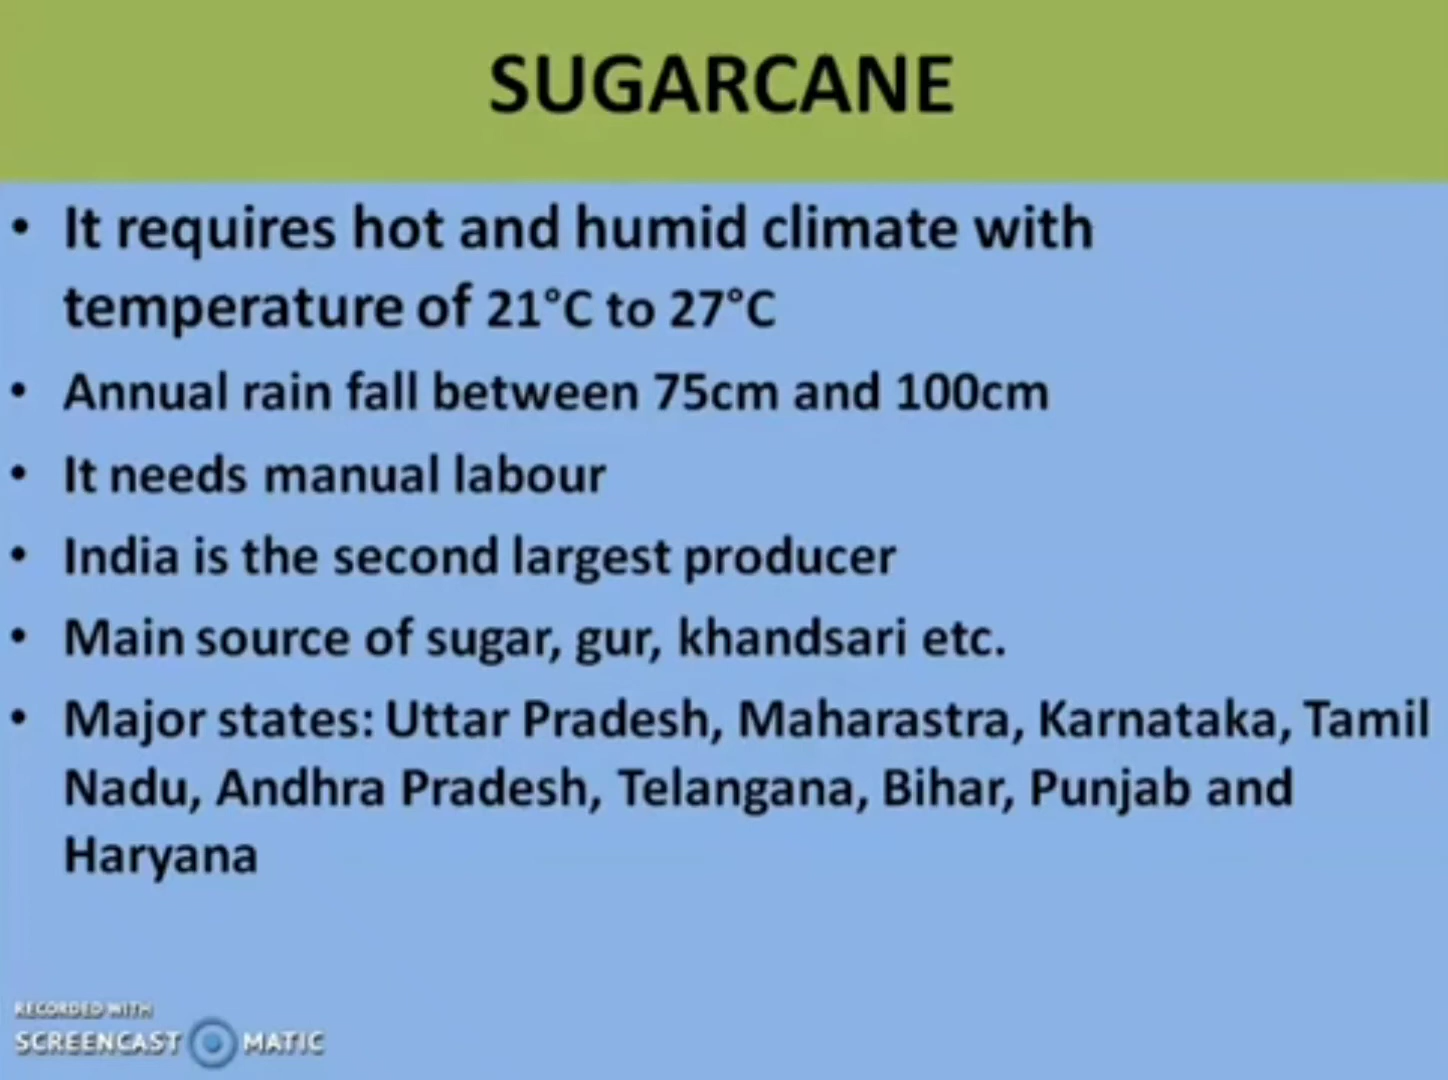 SUGARCANE
• It requires hot and humid climate with
temperature of 21°C to 27°C
• Annual rain fall between 75cm and 100cm
• It needs manual labour
• India is the second largest producer
• Main source of sugar, gur, khandsari etc.
• Major states: Uttar Pradesh, Maharastra, Karnataka, Tamil
Nadu, Andhra Pradesh, Telangana, Bihar, Punjab and
Haryana
RECORDED WITH
SCREENCAST MATIC